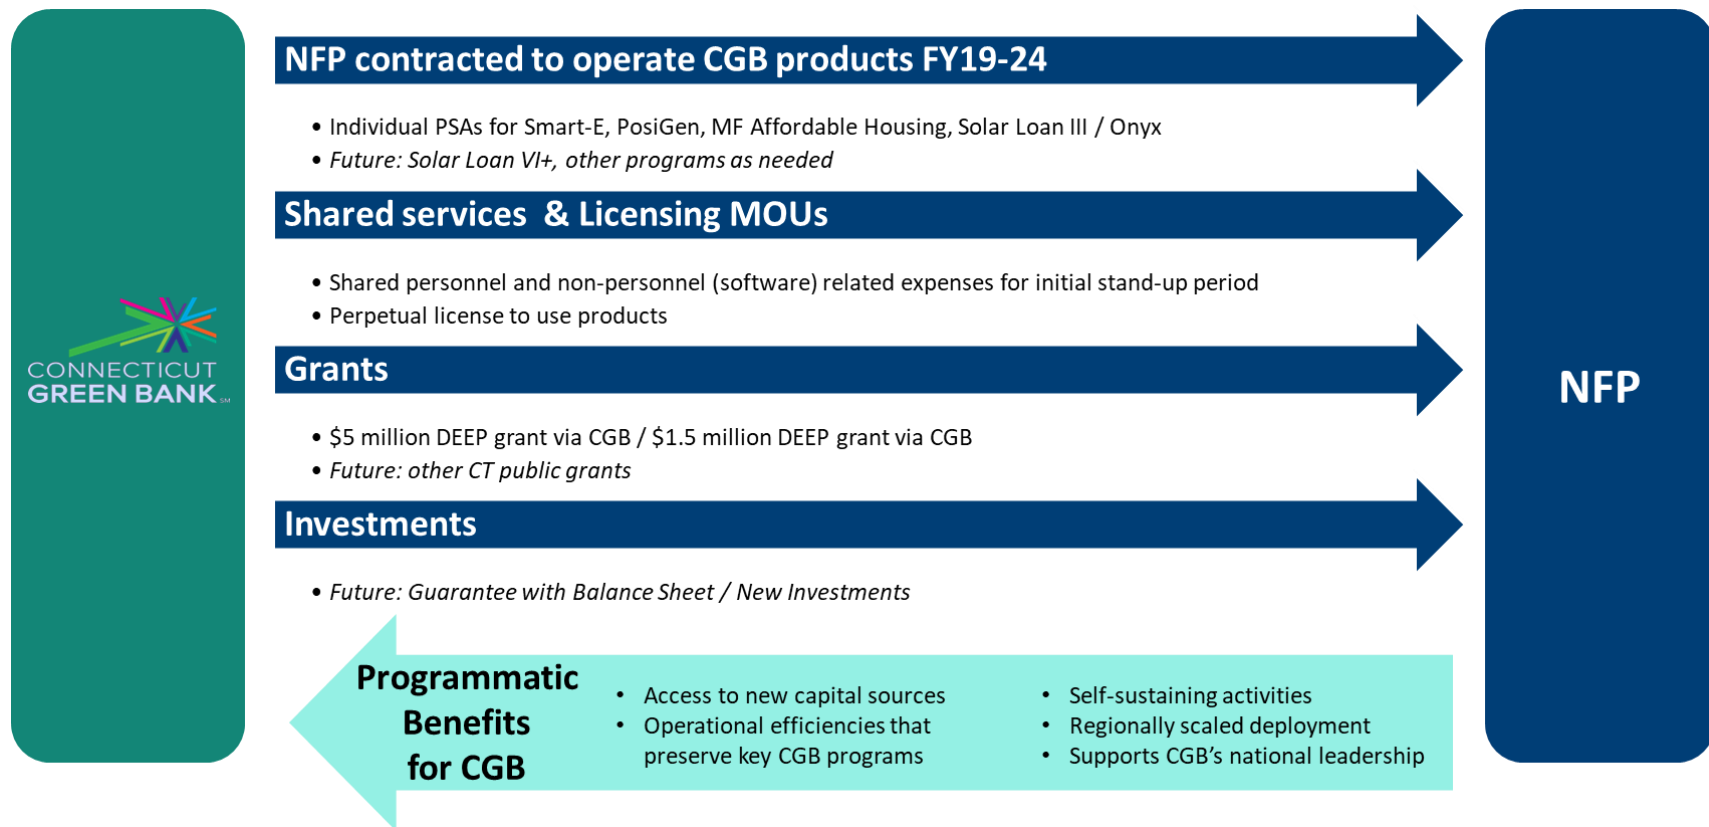 NFP contracted to operate CGB products FY19-24
• Individual PSAs for Smart-E, PosiGen, MF Affordable Housing, Solar Loan III / Onyx
• Future: Solar Loan VI+, other programs as needed
Shared services & Licensing MOUs
• Shared personnel and non-personnel (software) related expenses for initial stand-up period
• Perpetual license to use products
CONNECTICUT
GREEN BANK SM
Grants
NFP
• $5 million DEEP grant via CGB / $1.5 million DEEP grant via CGB
• Future: other CT public grants
Investments
• Future: Guarantee with Balance Sheet / New Investments
Programmatic
Benefits
for CGB
• Access to new capital sources
• Operational efficiencies that
preserve key CGB programs
• Self-sustaining activities
• Regionally scaled deployment
• Supports CGB's national leadership